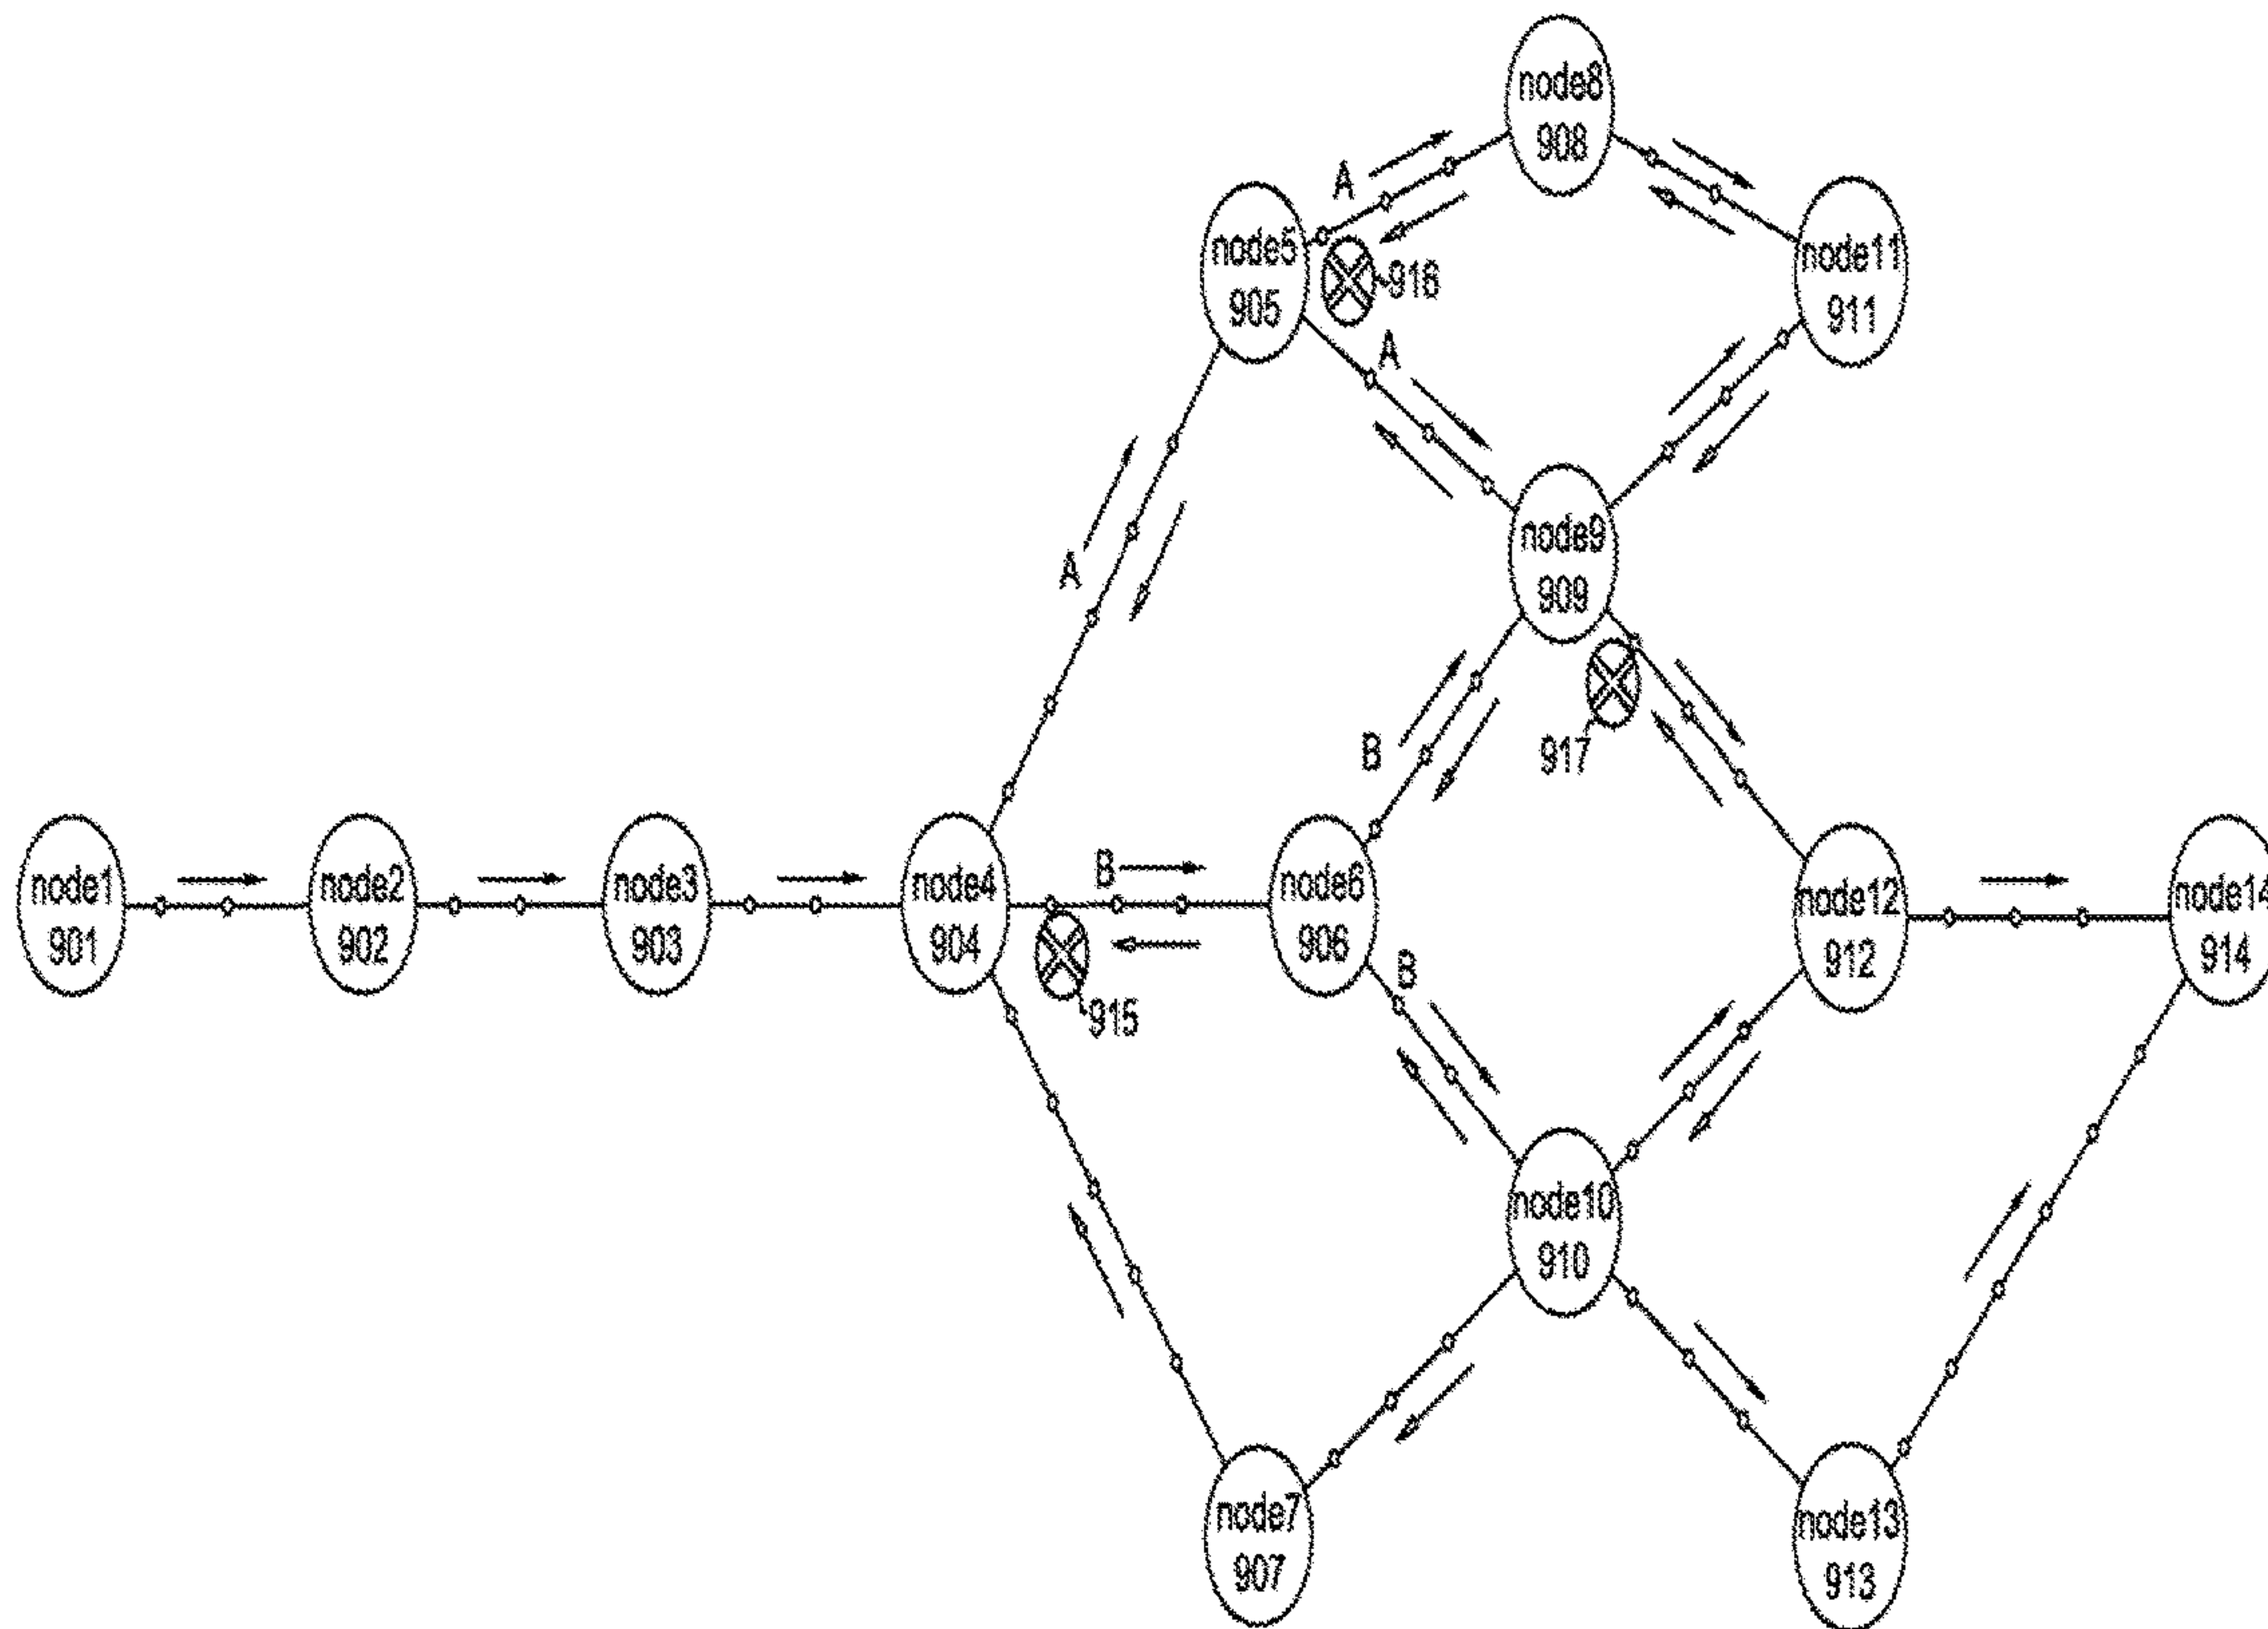 node8
908
A
node5
905
916
node11
911
A
node9
909
A
B
917
node1
901
node2
902
node3
903
node4
904
B
node6
906
node12
912
node14
914
915
B
node10
910
node7
907
node13
913